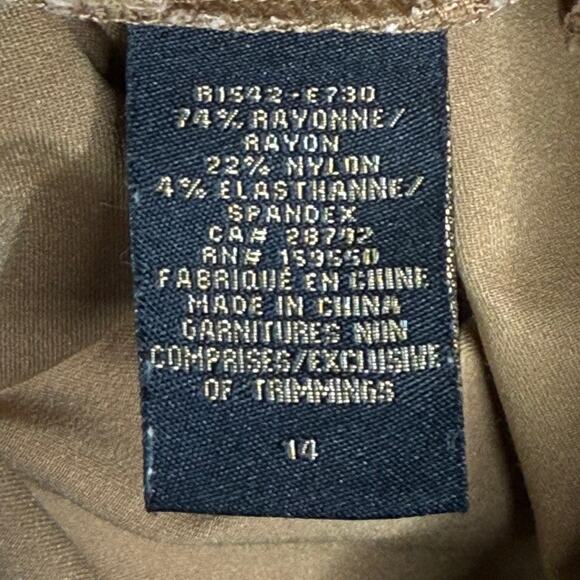 R1542-E730
74% RAYONNE/
RAYON
22% NYLON
4% ELASTHANNE/
SPANDEX
CA# 28792
RN# 159550
FABRIQUÉ EN CHINE
MADE IN CHINA
GARNITURES NON
COMPRISES/EXCLUSIVE
OF TRIMMINGS
14